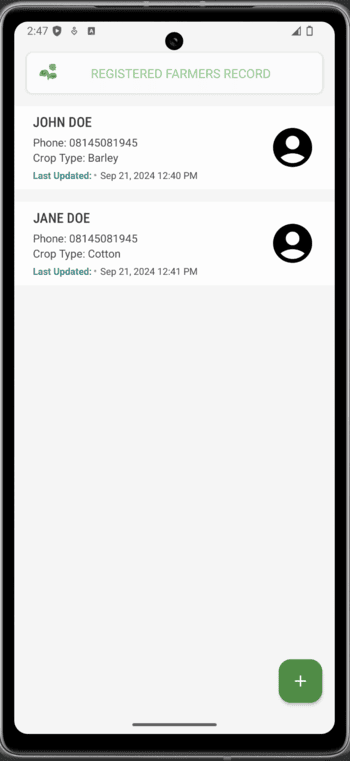 2:47
REGISTERED FARMERS RECORD
JOHN DOE
Phone: 08145081945
Crop Type: Barley
Last Updated: • Sep 21, 2024 12:40 PM
JANE DOE
Phone: 08145081945
Crop Type: Cotton
Last Updated: • Sep 21, 2024 12:41 PM
+